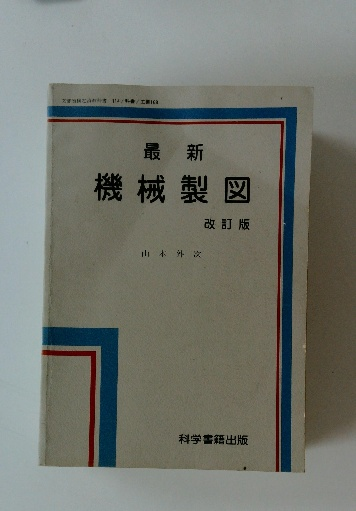 最新
機械製図
改訂版
山本外次
科学書籍出版